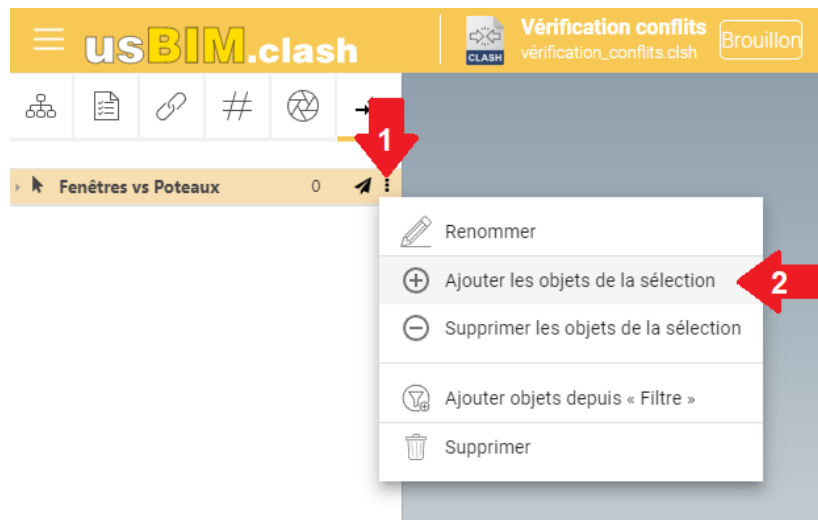 usBIM.clash
CLASH
Vérification conflits
vérification_conflits.clsh
Brouillon
#
1
Fenêtres vs Poteaux 0
Renommer
Ajouter les objets de la sélection
2
Supprimer les objets de la sélection
Ajouter objets depuis « Filtre »
Supprimer